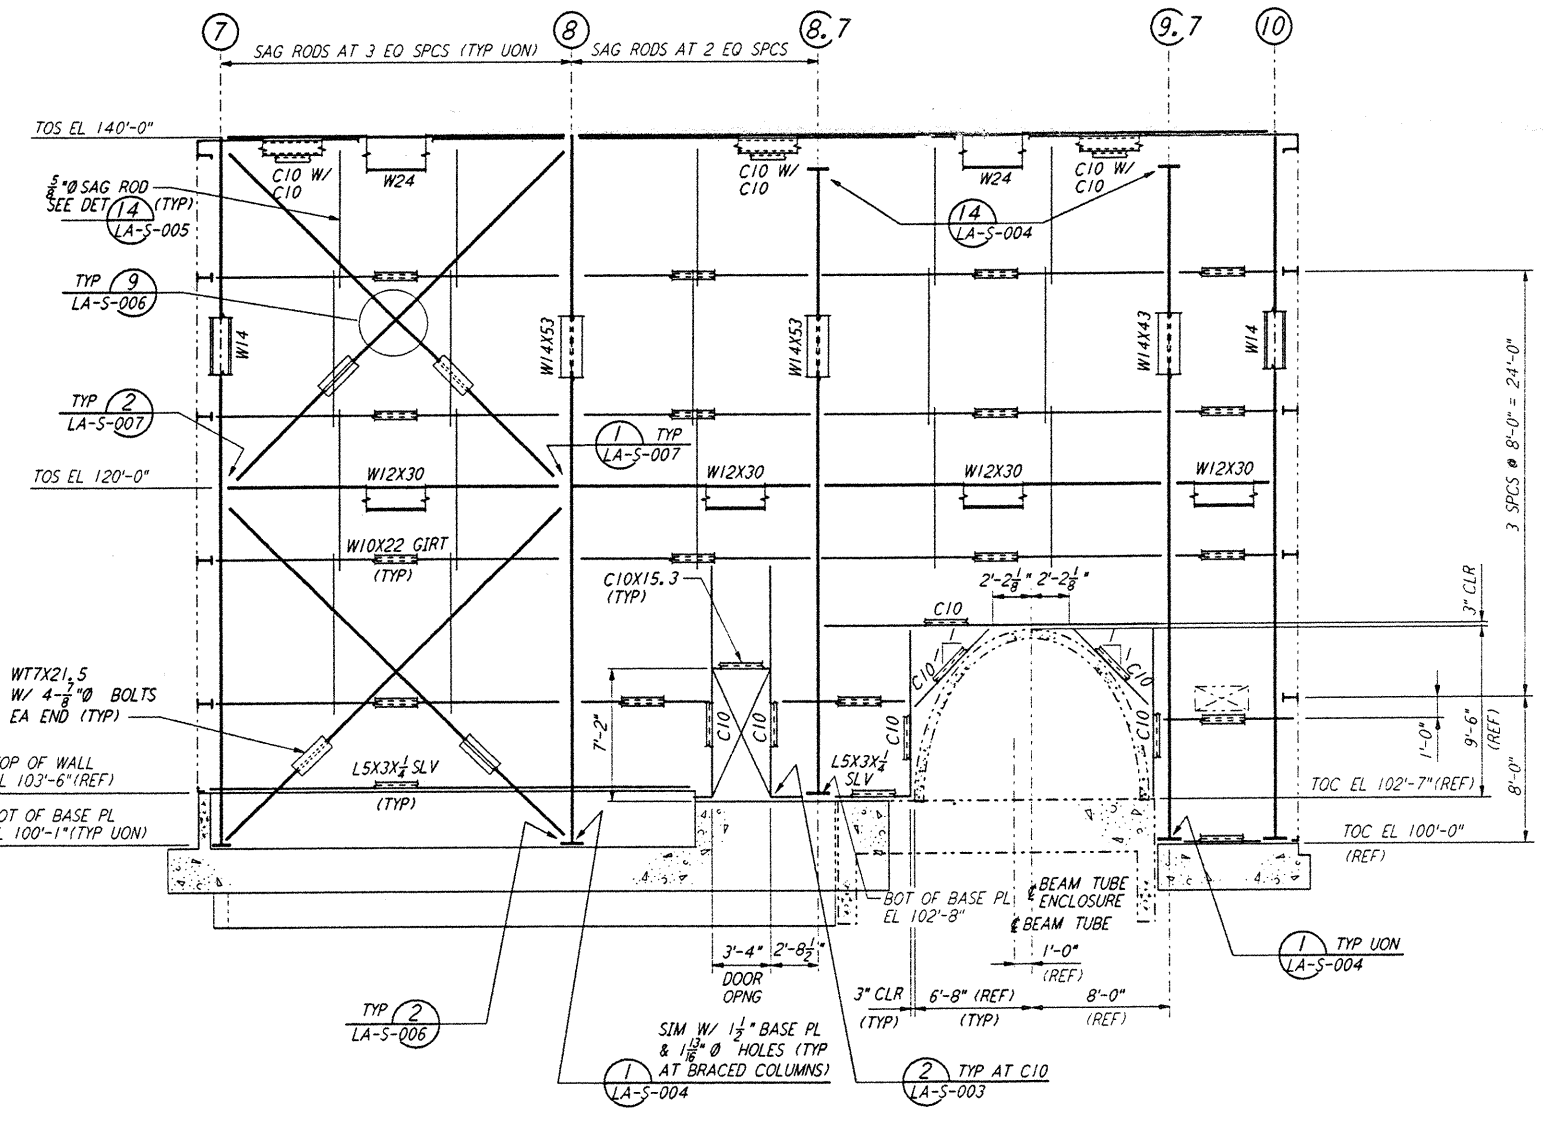 7
8
8.7
9.7
10
SAG RODS AT 3 EQ SPCS (TYP UON)
SAG RODS AT 2 EQ SPCS
TOS EL 140'-0"
C10 W/
C10
W24
C10 W/
C10
W24
C10 W/
C10
5/8"Ø SAG ROD
SEE DET 14 (TYP)
LA-S-005
14
LA-S-004
TYP 9
LA-S-006
W14
W14X53
W14X53
W14X43
W14
3 SPCS @ 8'-0" = 24'-0"
TYP 2
LA-S-007
1 TYP
LA-S-007
TOS EL 120'-0"
W12X30
W12X30
W12X30
W12X30
W10X22 GIRT
(TYP)
C10X15.3
(TYP)
2'-2 1/8"
2'-2 1/8"
3" CLR
C10
C10
C10
WT7X21.5
W/ 4-7/8"Ø BOLTS
EA END (TYP)
7'-2"
C10
C10
C10
C10
1'-0"
9'-6"
(REF)
8'-0"
OP OF WALL
L 103'-6"(REF)
L5X3X1/4 SLV
(TYP)
L5X3X1/4
SLV
TOC EL 102'-7"(REF)
OT OF BASE PL
L 100'-1"(TYP UON)
TOC EL 100'-0"
(REF)
BOT OF BASE PL
EL 102'-8"
℄ BEAM TUBE
ENCLOSURE
℄ BEAM TUBE
3'-4"
DOOR
OPNG
2'-8 1/2"
1'-0"
(REF)
3" CLR
(TYP)
6'-8" (REF)
(TYP)
8'-0"
(REF)
1 TYP UON
LA-S-004
TYP 2
LA-S-006
SIM W/ 1 1/2" BASE PL
& 1 13/16" Ø HOLES (TYP
1 AT BRACED COLUMNS)
LA-S-004
2 TYP AT C10
LA-S-003